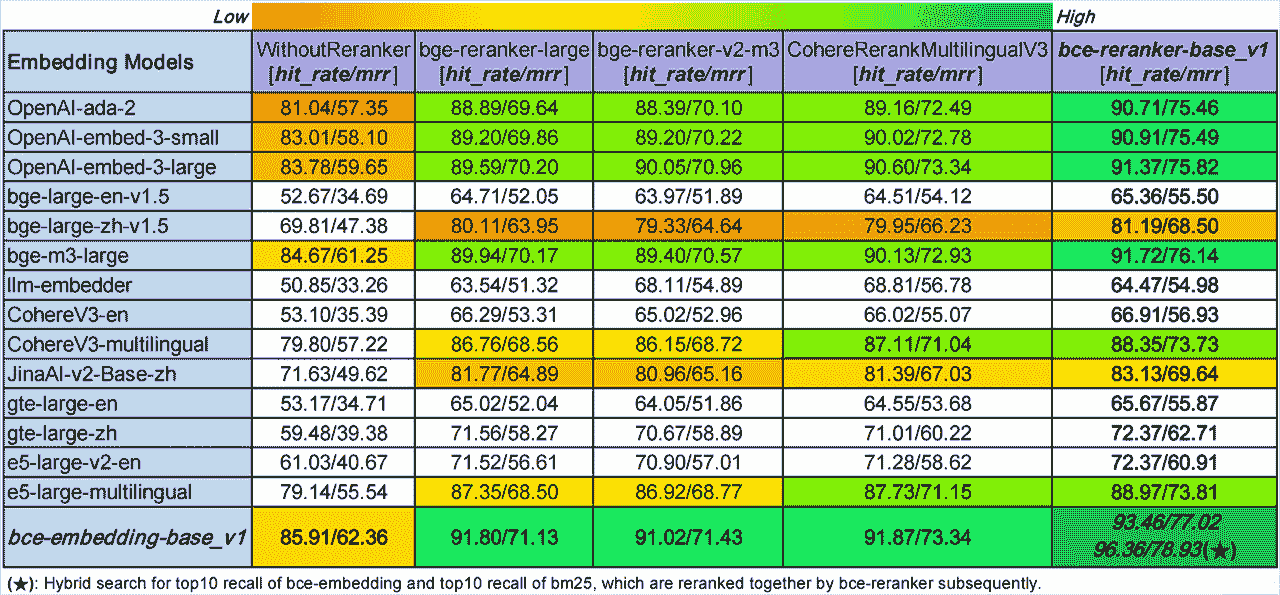 Low High
Embedding Models WithoutReranker [hit_rate/mrr] bge-reranker-large [hit_rate/mrr] bge-reranker-v2-m3 [hit_rate/mrr] CohereRerankMultilingualV3 [hit_rate/mrr] bce-reranker-base_v1 [hit_rate/mrr]
OpenAI-ada-2 81.04/57.35 88.89/69.64 88.39/70.10 89.16/72.49 90.71/75.46
OpenAI-embed-3-small 83.01/58.10 89.20/69.86 89.20/70.22 90.02/72.78 90.91/75.49
OpenAI-embed-3-large 83.78/59.65 89.59/70.20 90.05/70.96 90.60/73.34 91.37/75.82
bge-large-en-v1.5 52.67/34.69 64.71/52.05 63.97/51.89 64.51/54.12 65.36/55.50
bge-large-zh-v1.5 69.81/47.38 80.11/63.95 79.33/64.64 79.95/66.23 81.19/68.50
bge-m3-large 84.67/61.25 89.94/70.17 89.40/70.57 90.13/72.93 91.72/76.14
llm-embedder 50.85/33.26 63.54/51.32 68.11/54.89 68.81/56.78 64.47/54.98
CohereV3-en 53.10/35.39 66.29/53.31 65.02/52.96 66.02/55.07 66.91/56.93
CohereV3-multilingual 79.80/57.22 86.76/68.56 86.15/68.72 87.11/71.04 88.35/73.73
JinaAI-v2-Base-zh 71.63/49.62 81.77/64.89 80.96/65.16 81.39/67.03 83.13/69.64
gte-large-en 53.17/34.71 65.02/52.04 64.05/51.86 64.55/53.68 65.67/55.87
gte-large-zh 59.48/39.38 71.56/58.27 70.67/58.89 71.01/60.22 72.37/62.71
e5-large-v2-en 61.03/40.67 71.52/56.61 70.90/57.01 71.28/58.62 72.37/60.91
e5-large-multilingual 79.14/55.54 87.35/68.50 86.92/68.77 87.73/71.15 88.97/73.81
bce-embedding-base_v1 85.91/62.36 91.80/71.13 91.02/71.43 91.87/73.34 93.46/77.02
96.36/78.93(★)
(★): Hybrid search for top10 recall of bce-embedding and top10 recall of bm25, which are reranked together by bce-reranker subsequently.